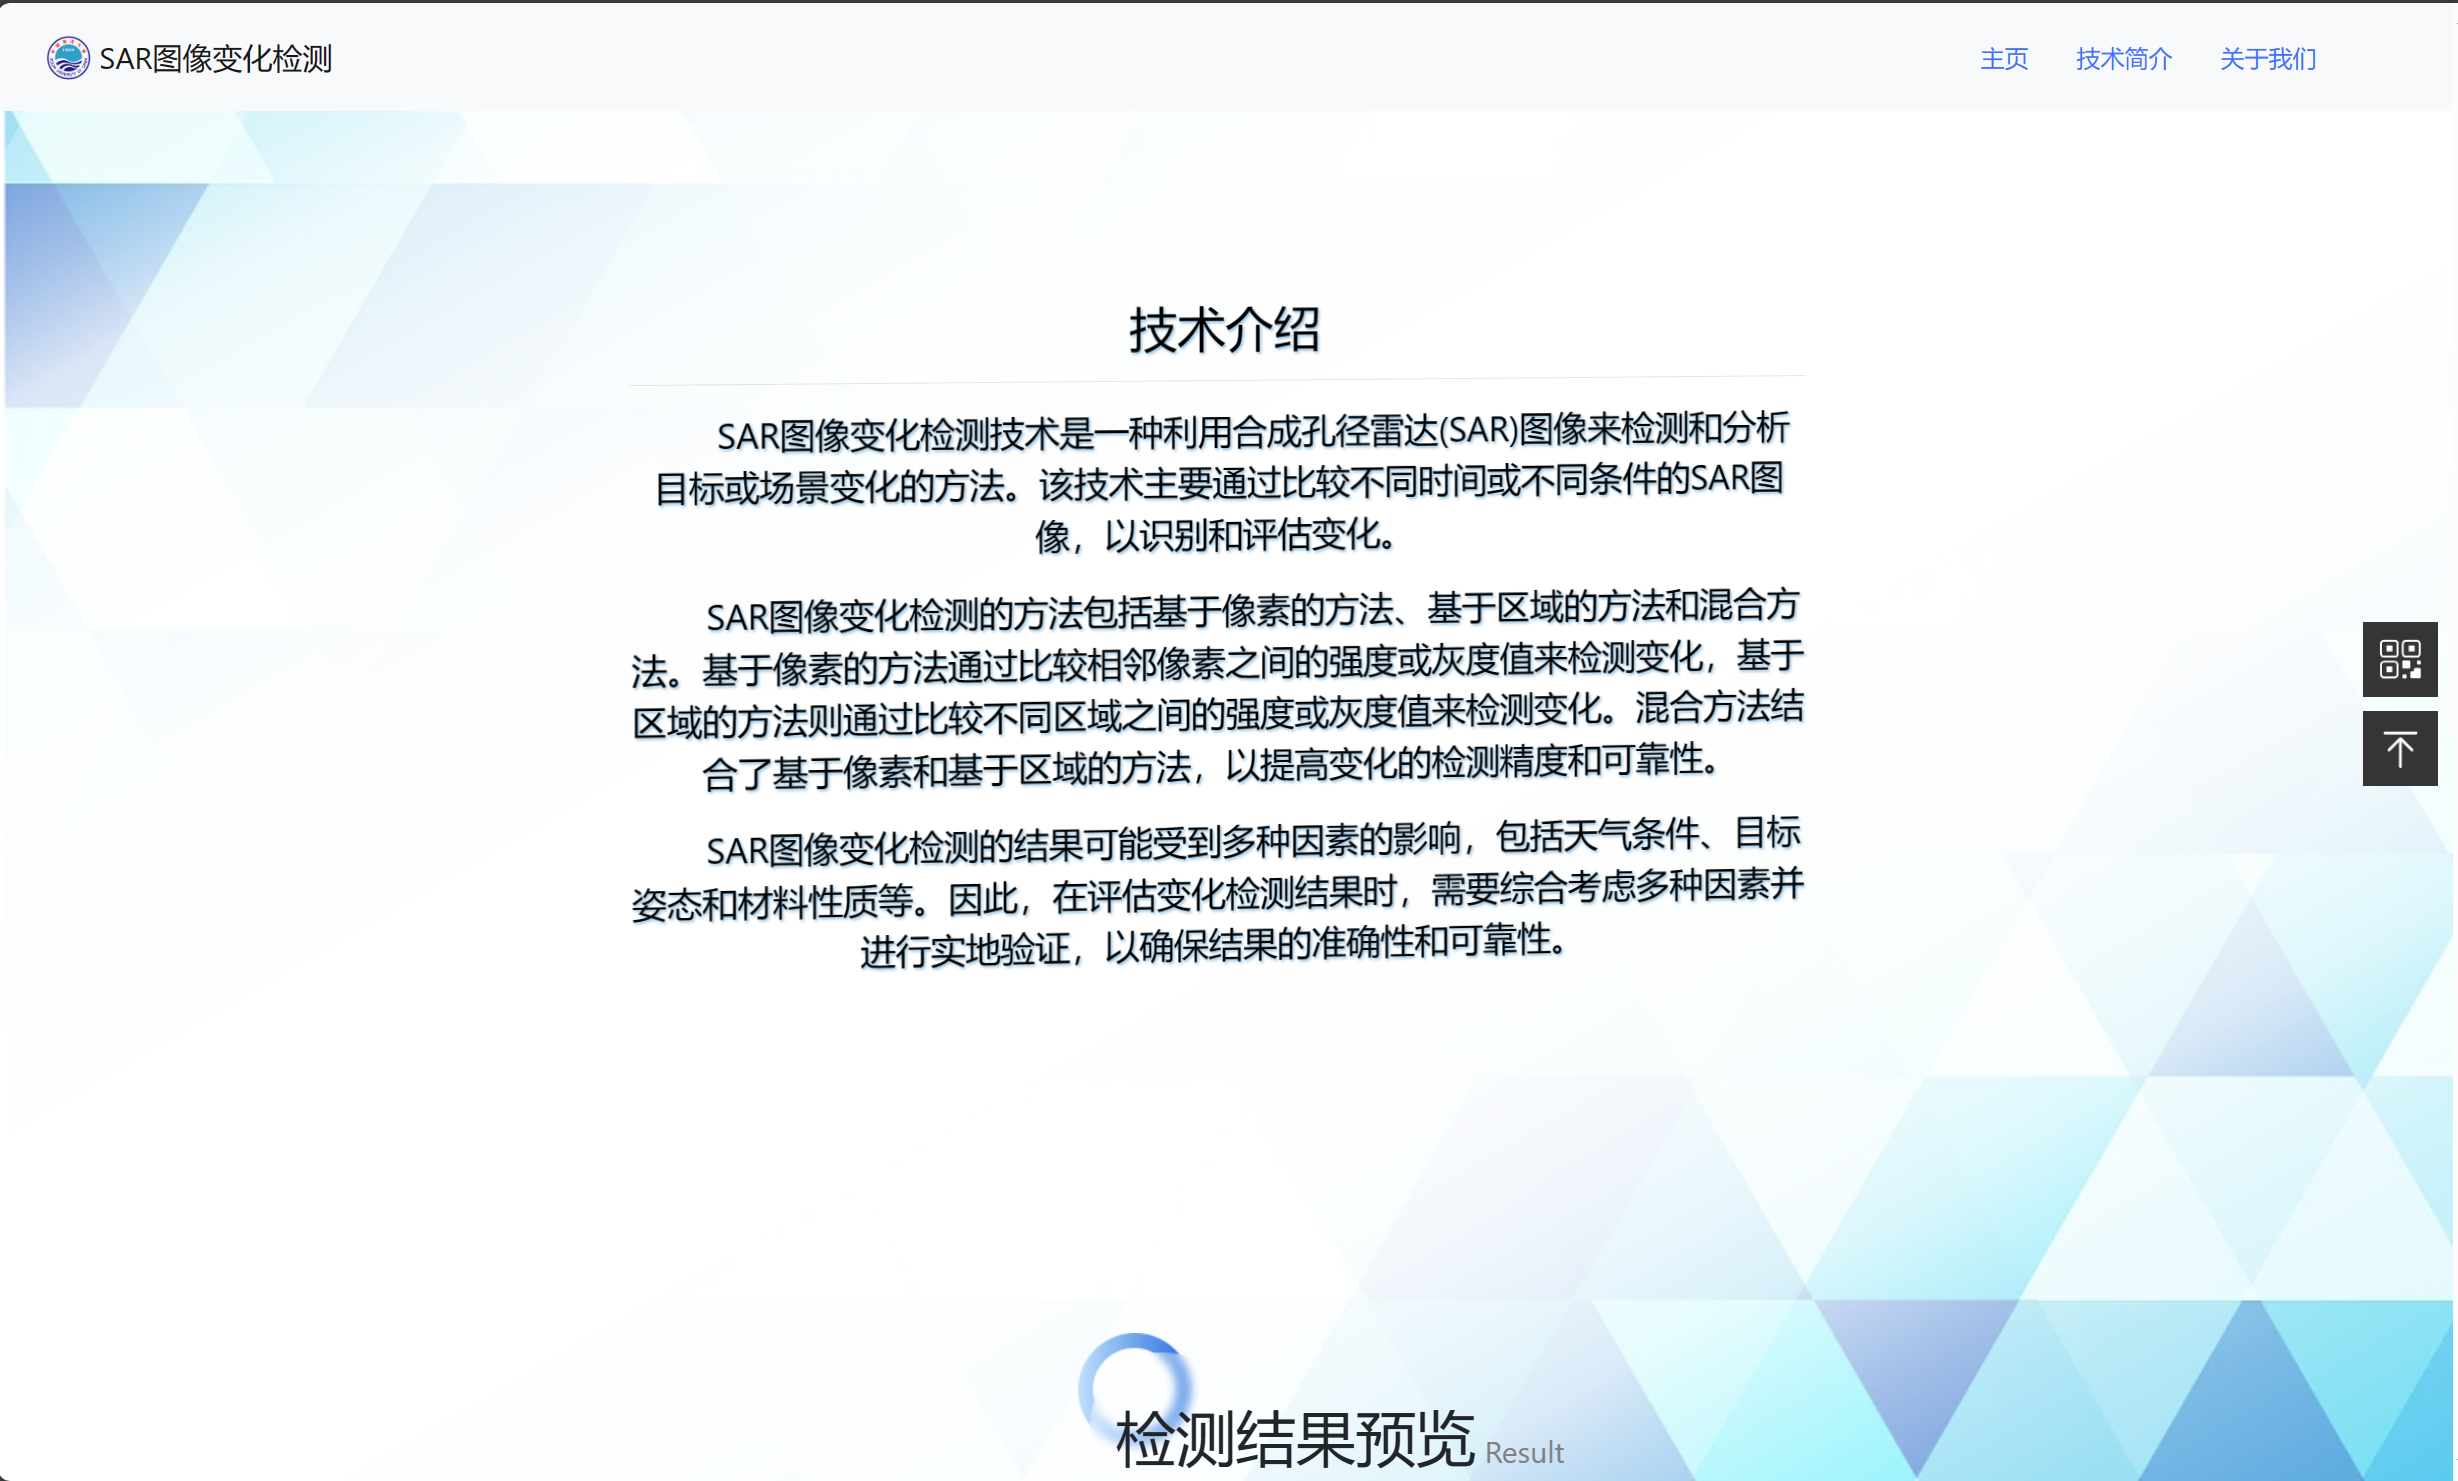 SAR图像变化检测
主页 技术简介 关于我们
技术介绍
SAR图像变化检测技术是一种利用合成孔径雷达(SAR)图像来检测和分析
目标或场景变化的方法。该技术主要通过比较不同时间或不同条件的SAR图
像，以识别和评估变化。
SAR图像变化检测的方法包括基于像素的方法、基于区域的方法和混合方
法。基于像素的方法通过比较相邻像素之间的强度或灰度值来检测变化，基于
区域的方法则通过比较不同区域之间的强度或灰度值来检测变化。混合方法结
合了基于像素和基于区域的方法，以提高变化的检测精度和可靠性。
SAR图像变化检测的结果可能受到多种因素的影响，包括天气条件、目标
姿态和材料性质等。因此，在评估变化检测结果时，需要综合考虑多种因素并
进行实地验证，以确保结果的准确性和可靠性。
检测结果预览 Result